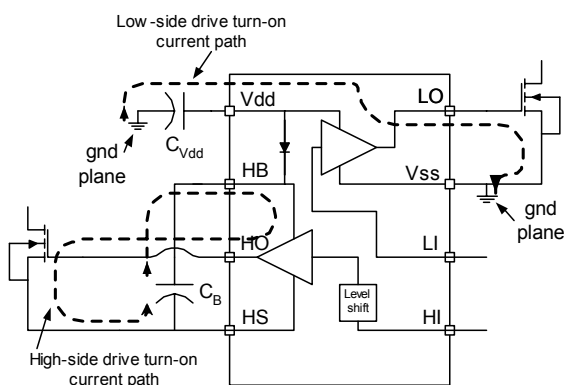 Low-side drive turn-on
current path
Vdd
LO
C_Vdd
gnd
plane
HB
Vss
gnd
plane
HO
LI
C_B
Level
shift
HS
HI
High-side drive turn-on
current path